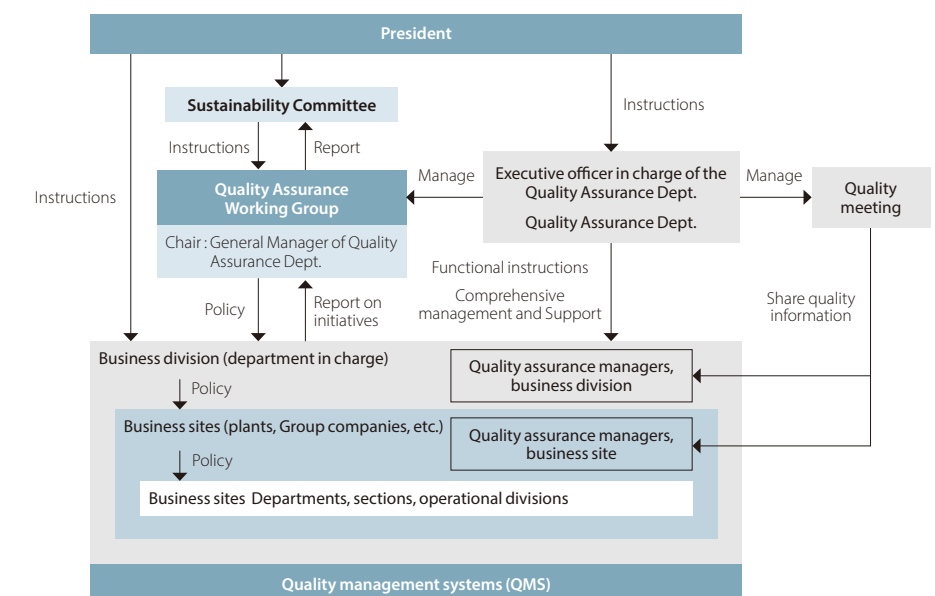 President
Instructions
Sustainability Committee
Instructions
Report
Instructions
Quality Assurance
Working Group
Chair : General Manager of Quality
Assurance Dept.
Manage
Executive officer in charge of the
Quality Assurance Dept.
Quality Assurance Dept.
Manage
Quality
meeting
Policy
Report on
initiatives
Functional instructions
Comprehensive
management and Support
Share quality
information
Business division (department in charge)
Quality assurance managers,
business division
Policy
Business sites (plants, Group companies, etc.)
Quality assurance managers,
business site
Policy
Business sites Departments, sections, operational divisions
Quality management systems (QMS)